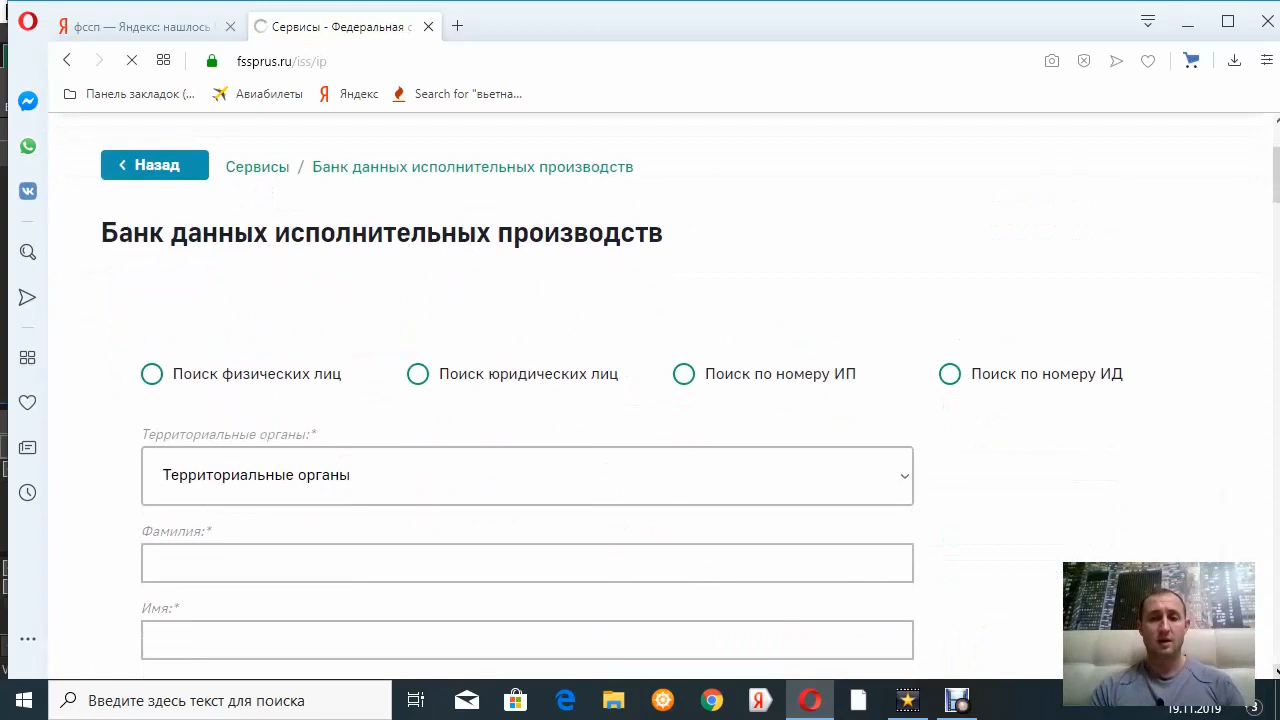 фссп — Яндекс: нашлось
Сервисы - Федеральная с
fssprus.ru/iss/ip
Панель закладок (...
Авиабилеты
Яндекс
Search for "вьетна...
Назад
Сервисы / Банк данных исполнительных производств
Банк данных исполнительных производств
Поиск физических лиц
Поиск юридических лиц
Поиск по номеру ИП
Поиск по номеру ИД
Территориальные органы:*
Территориальные органы
Фамилия:*
Имя:*
Введите здесь текст для поиска
19.11.2019
3